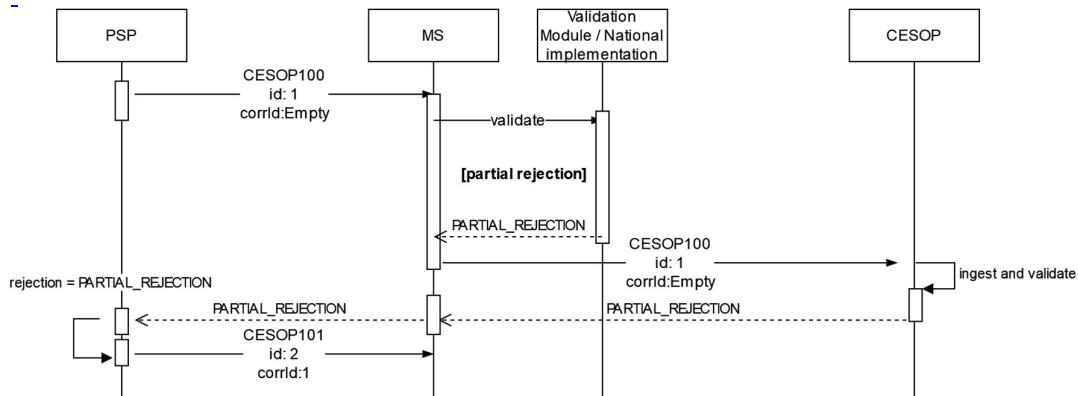 PSP
MS
Validation
Module / National
implementation
CESOP
CESOP100
id: 1
corrId:Empty
validate
[partial rejection]
PARTIAL_REJECTION
CESOP100
id: 1
corrId:Empty
ingest and validate
rejection = PARTIAL_REJECTION
PARTIAL_REJECTION
PARTIAL_REJECTION
CESOP101
id: 2
corrId:1